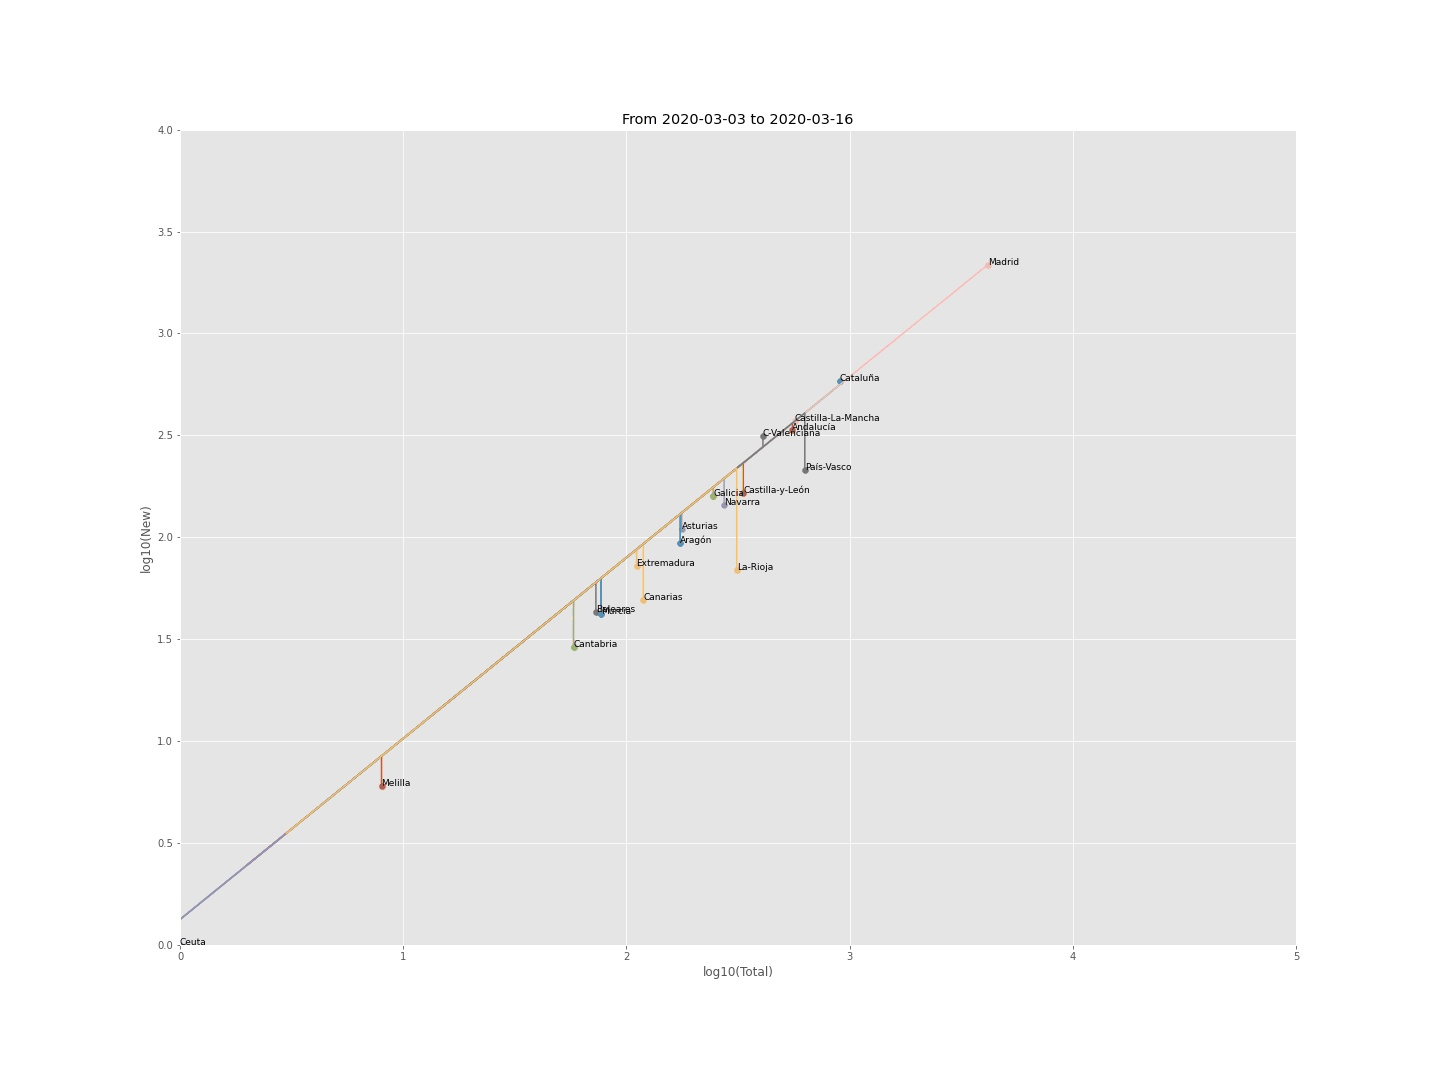 From 2020-03-03 to 2020-03-16
4.0
3.5
3.0
2.5
2.0
1.5
1.0
0.5
0.0
log10(New)
Madrid
Cataluña
Castilla-La-Mancha
Andalucía
C-Valenciana
País-Vasco
Castilla-y-León
Galicia
Navarra
Asturias
Aragón
Extremadura
La-Rioja
Canarias
Baleares
Murcia
Cantabria
Melilla
Ceuta
0
1
2
3
4
5
log10(Total)